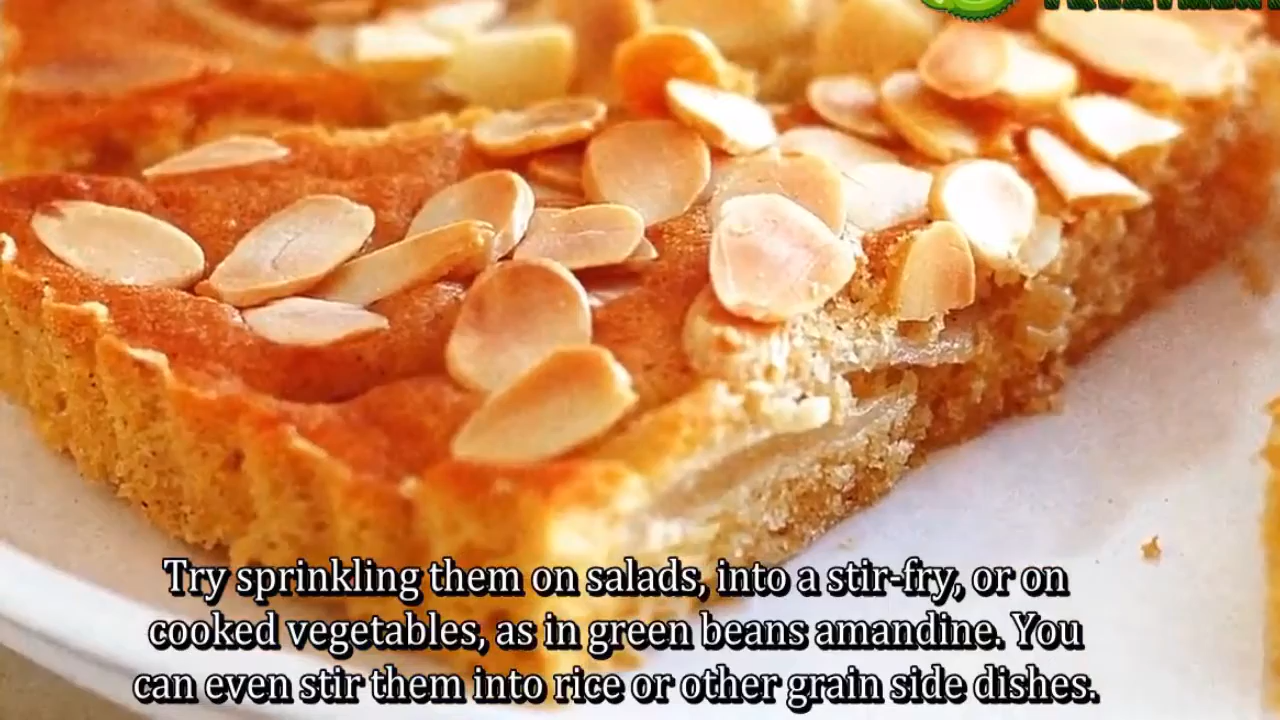 Try sprinkling them on salads, into a stir-fry, or on
cooked vegetables, as in green beans amandine. You
can even stir them into rice or other grain side dishes.